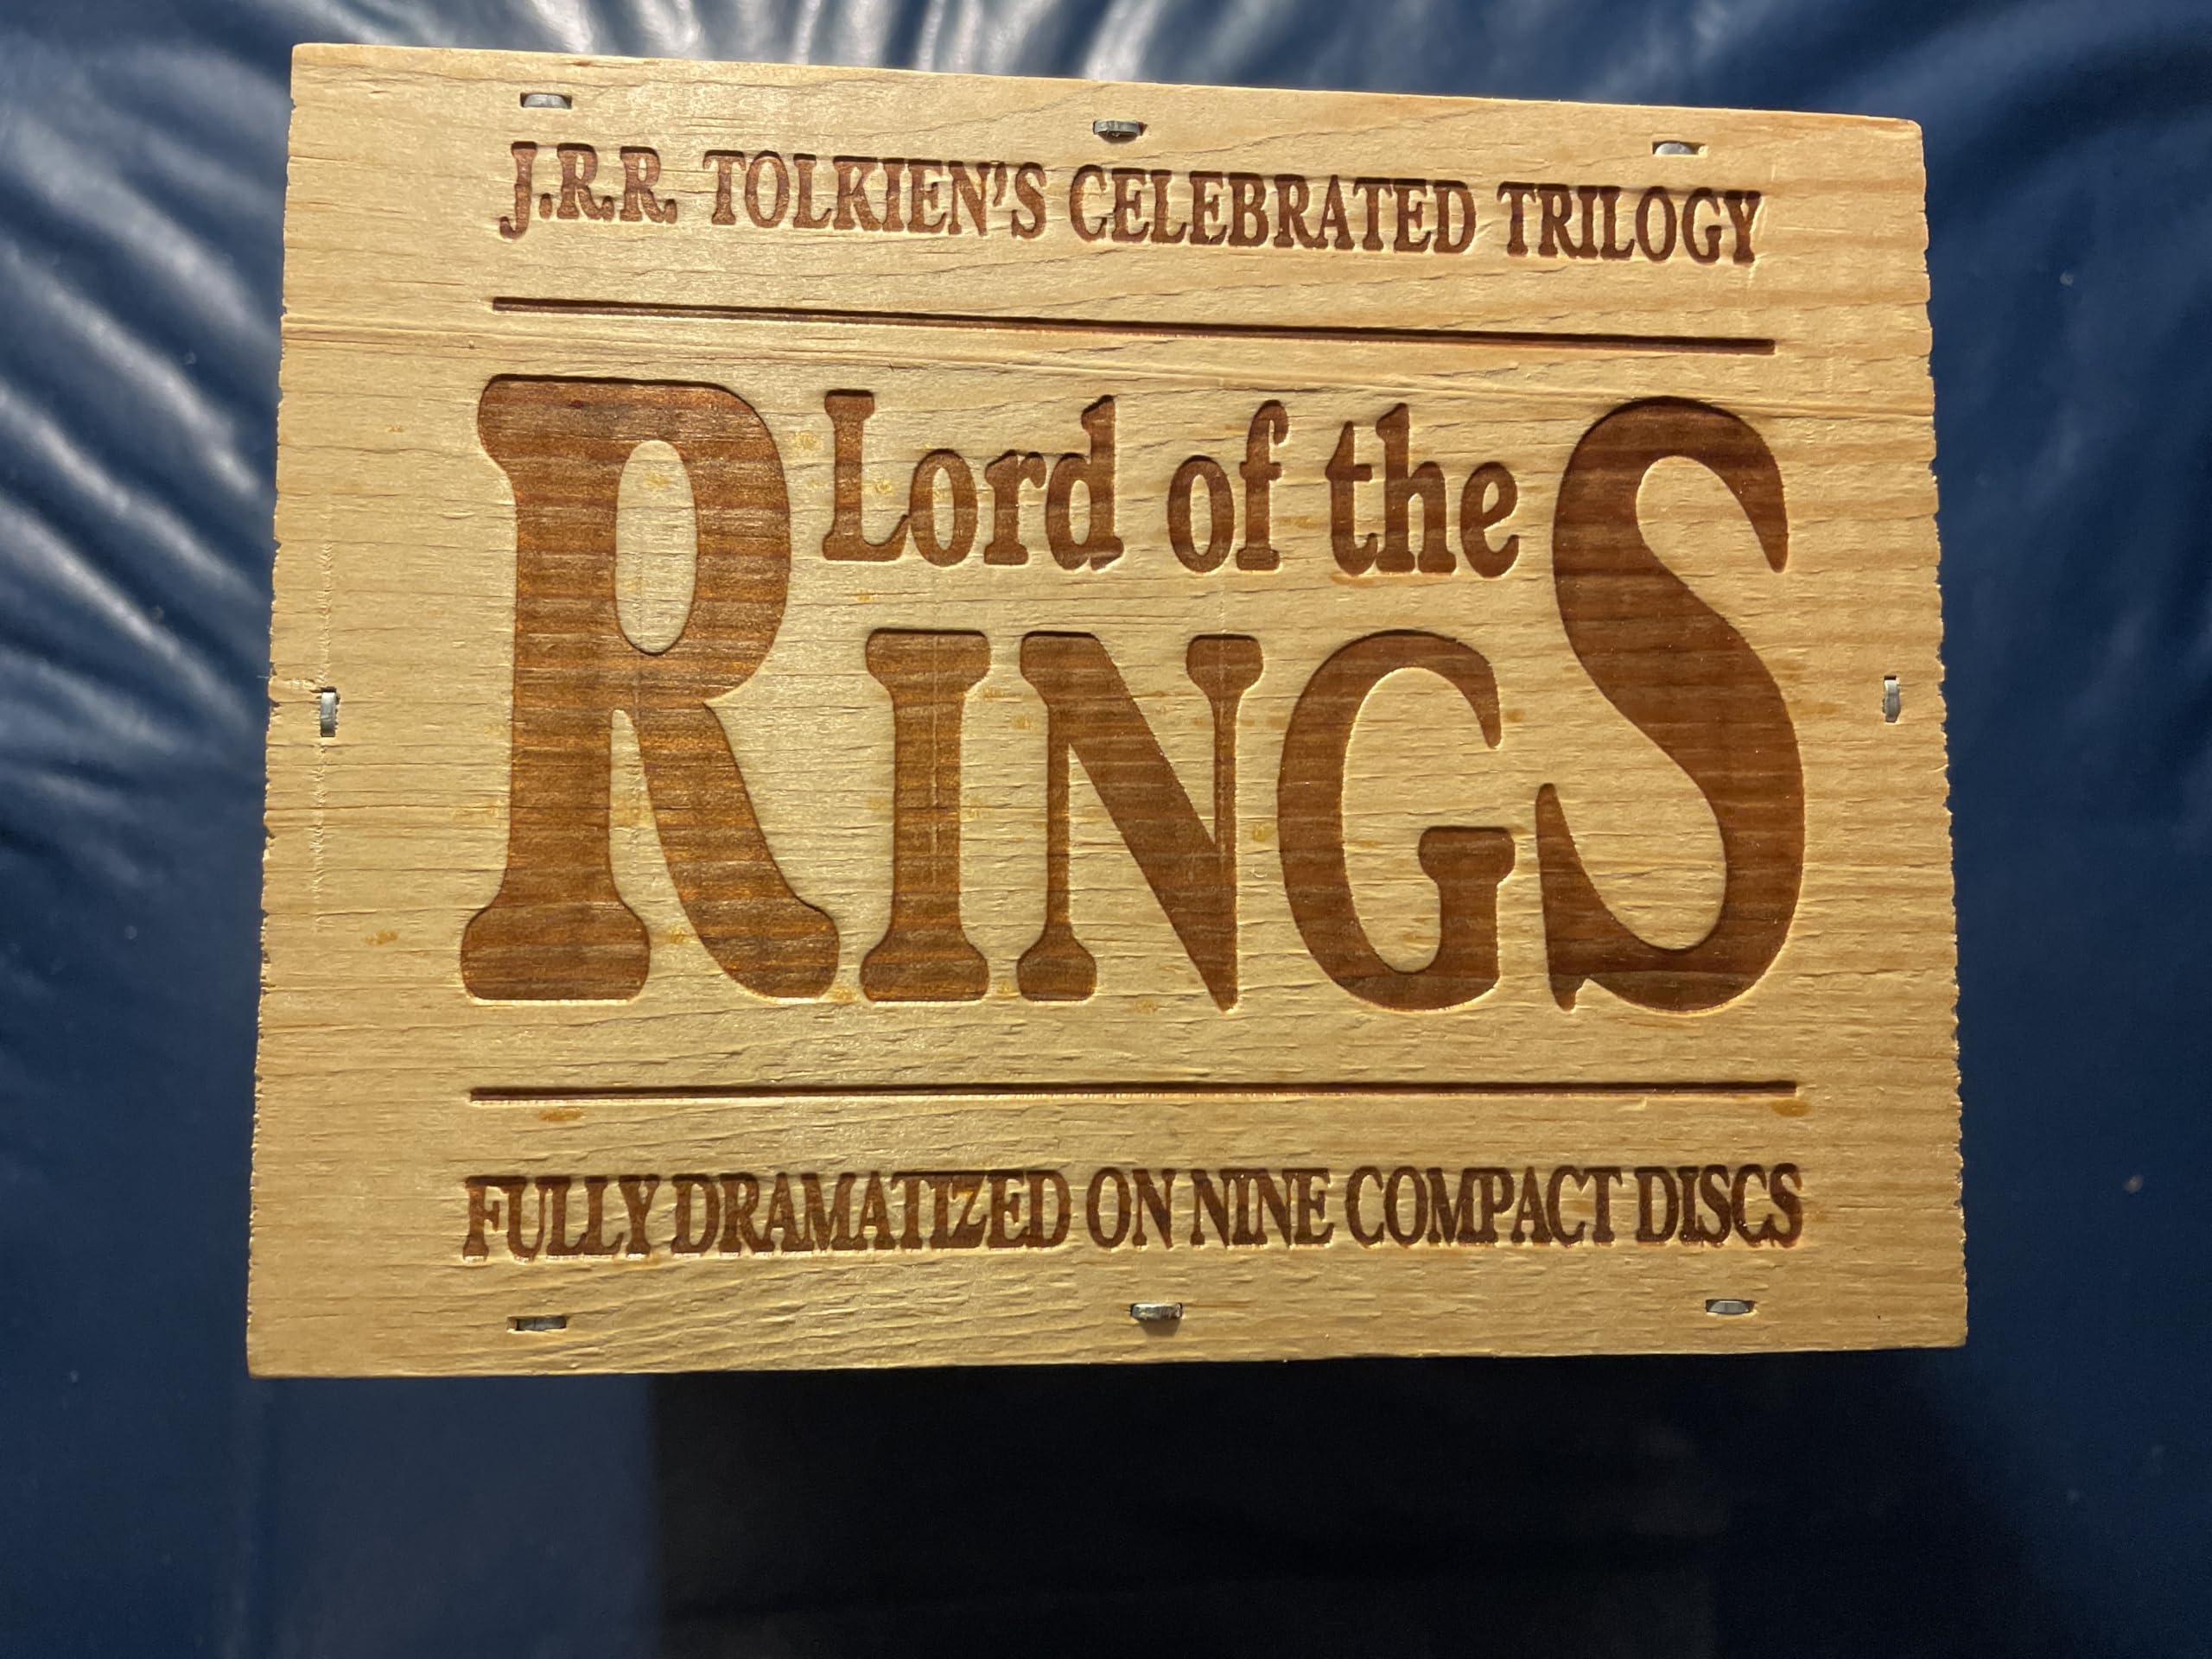 J.R.R. TOLKIEN'S CELEBRATED TRILOGY
Lord of the
RINGS
FULLY DRAMATIZED ON NINE COMPACT DISCS